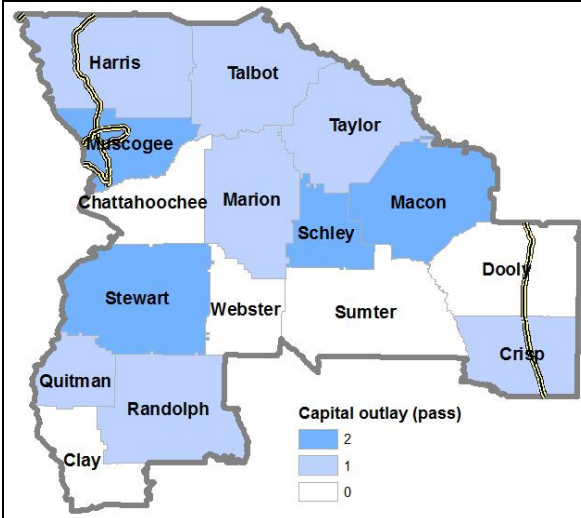 Harris
Talbot
Taylor
Muscogee
Chattahoochee
Marion
Macon
Schley
Dooly
Stewart
Webster
Sumter
Crisp
Quitman
Randolph
Clay
Capital outlay (pass)
2
1
0